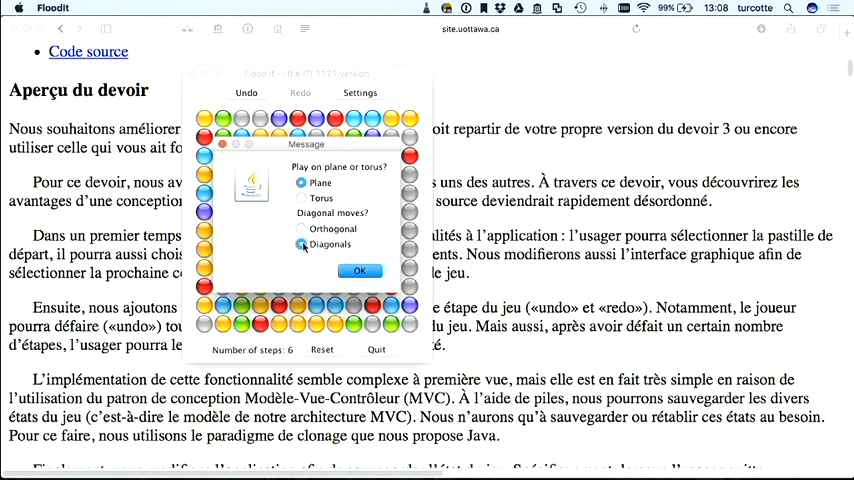 FloodIt
99%
13:08
turcotte
site.uottawa.ca
• Code source
Aperçu du devoir
Flood it -- the ITI 1121 version
Undo Redo Settings
Nous souhaitons améliorer
oit repartir de votre propre version du devoir 3 ou encore
utiliser celle qui vous ait fo
Message
Play on plane or torus?
Plane
Torus
Diagonal moves?
Orthogonal
Diagonals
OK
Pour ce devoir, nous av
s uns des autres. À travers ce devoir, vous découvrirez les
avantages d'une conception
source deviendrait rapidement désordonné.
Dans un premier temps
alités à l'application : l'usager pourra sélectionner la pastille de
départ, il pourra aussi chois
ents. Nous modifierons aussi l'interface graphique afin de
sélectionner la prochaine c
le jeu.
Ensuite, nous ajoutons
e étape du jeu («undo» et «redo»). Notamment, le joueur
pourra défaire («undo») tou
du jeu. Mais aussi, après avoir défait un certain nombre
d'étapes, l'usager pourra le
té.
Number of steps: 6 Reset Quit
L'implémentation de cette fonctionnalité semble complexe à première vue, mais elle est en fait très simple en raison de
l'utilisation du patron de conception Modèle-Vue-Contrôleur (MVC). À l'aide de piles, nous pourrons sauvegarder les divers
états du jeu (c'est-à-dire le modèle de notre architecture MVC). Nous n'aurons qu'à sauvegarder ou rétablir ces états au besoin.
Pour ce faire, nous utilisons le paradigme de clonage que nous propose Java.